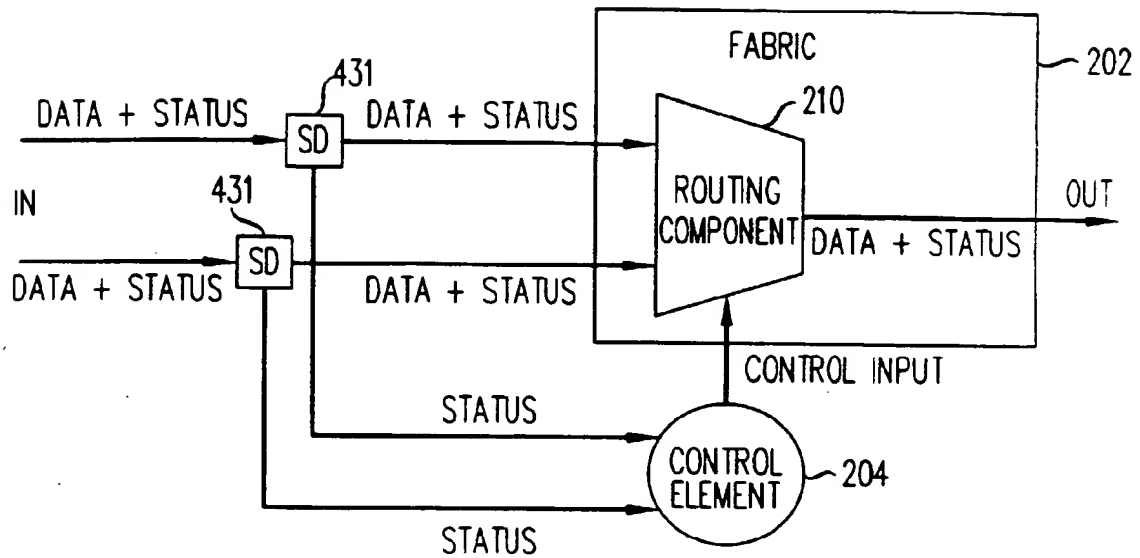 FABRIC
202
431
210
DATA + STATUS
SD
DATA + STATUS
IN
431
ROUTING
COMPONENT
OUT
DATA + STATUS
SD
DATA + STATUS
DATA + STATUS
CONTROL INPUT
STATUS
CONTROL
ELEMENT
204
STATUS